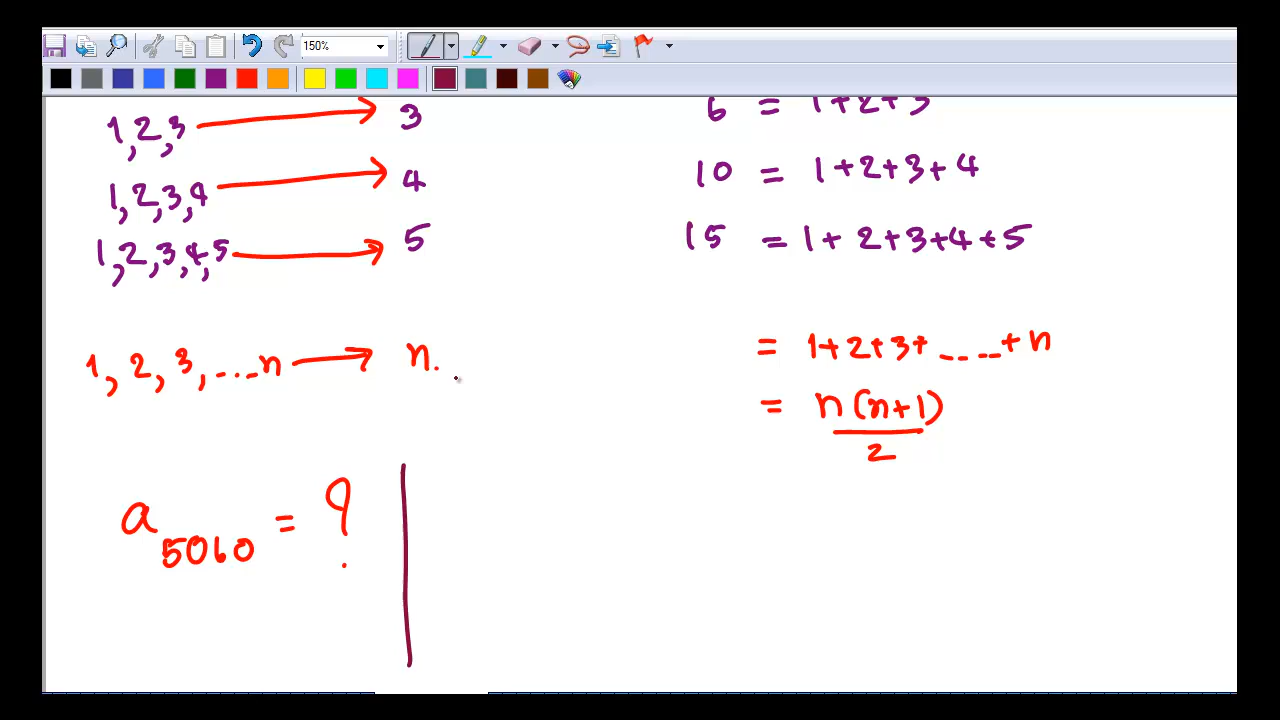 150%
1,2,3 → 3
6 = 1+2+3
1,2,3,4 → 4
10 = 1+2+3+4
1,2,3,4,5 → 5
15 = 1+2+3+4+5
1, 2, 3, ...n → n.
= 1+2+3+ .... +n
= n(n+1)/2
a_5060 = ?